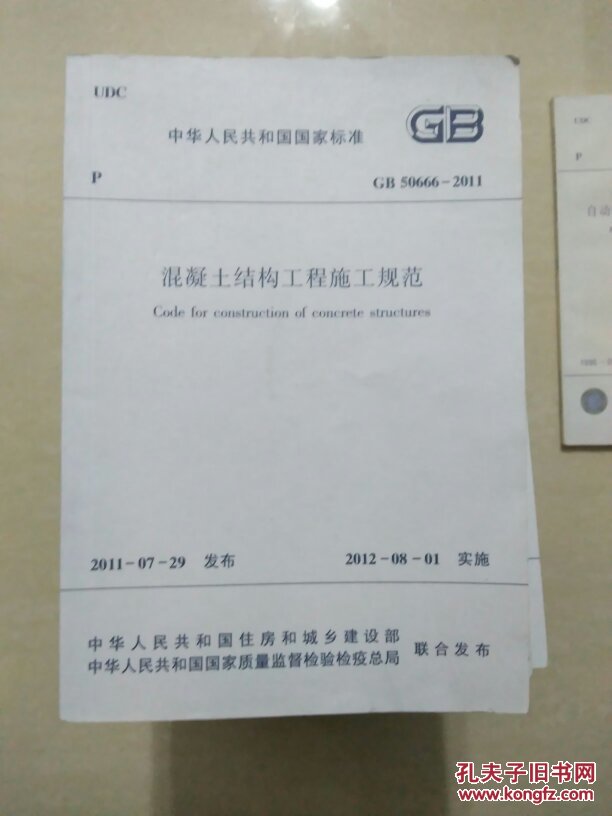 UDC
中华人民共和国国家标准
GB
P
GB 50666-2011
混凝土结构工程施工规范
Code for construction of concrete structures
2011-07-29 发布
2012-08-01 实施
中华人民共和国住房和城乡建设部
中华人民共和国国家质量监督检验检疫总局
联合发布
UDC
P
自动
孔夫子旧书网
www.kongfz.com